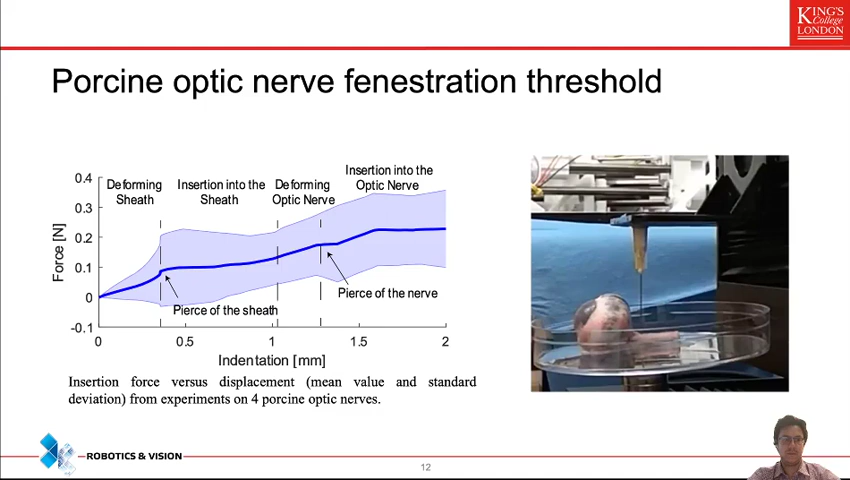 KING'S
College
LONDON
Porcine optic nerve fenestration threshold
Deforming
Sheath
Insertion into the
Sheath
Deforming
Optic Nerve
Insertion into the
Optic Nerve
0.4
0.3
0.2
0.1
0
-0.1
Force [N]
Pierce of the sheath
Pierce of the nerve
0
0.5
1
1.5
2
Indentation [mm]
Insertion force versus displacement (mean value and standard
deviation) from experiments on 4 porcine optic nerves.
ROBOTICS & VISION
12